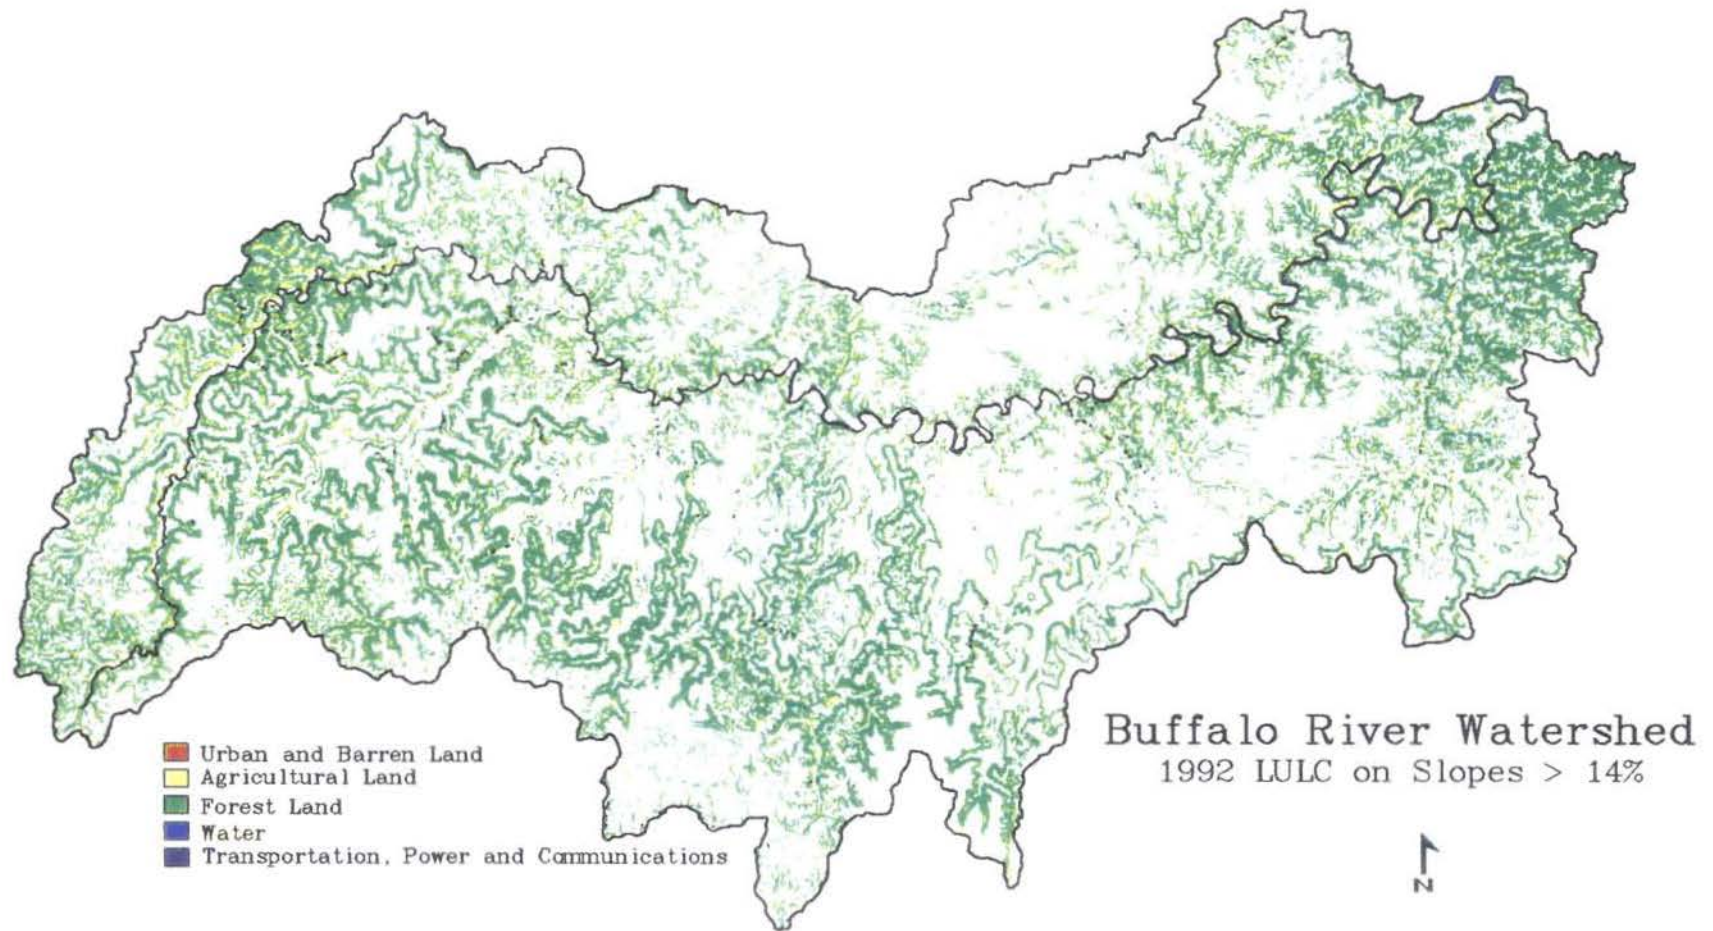 Buffalo River Watershed
1992 LULC on Slopes > 14%
Urban and Barren Land
Agricultural Land
Forest Land
Water
Transportation, Power and Communications
N